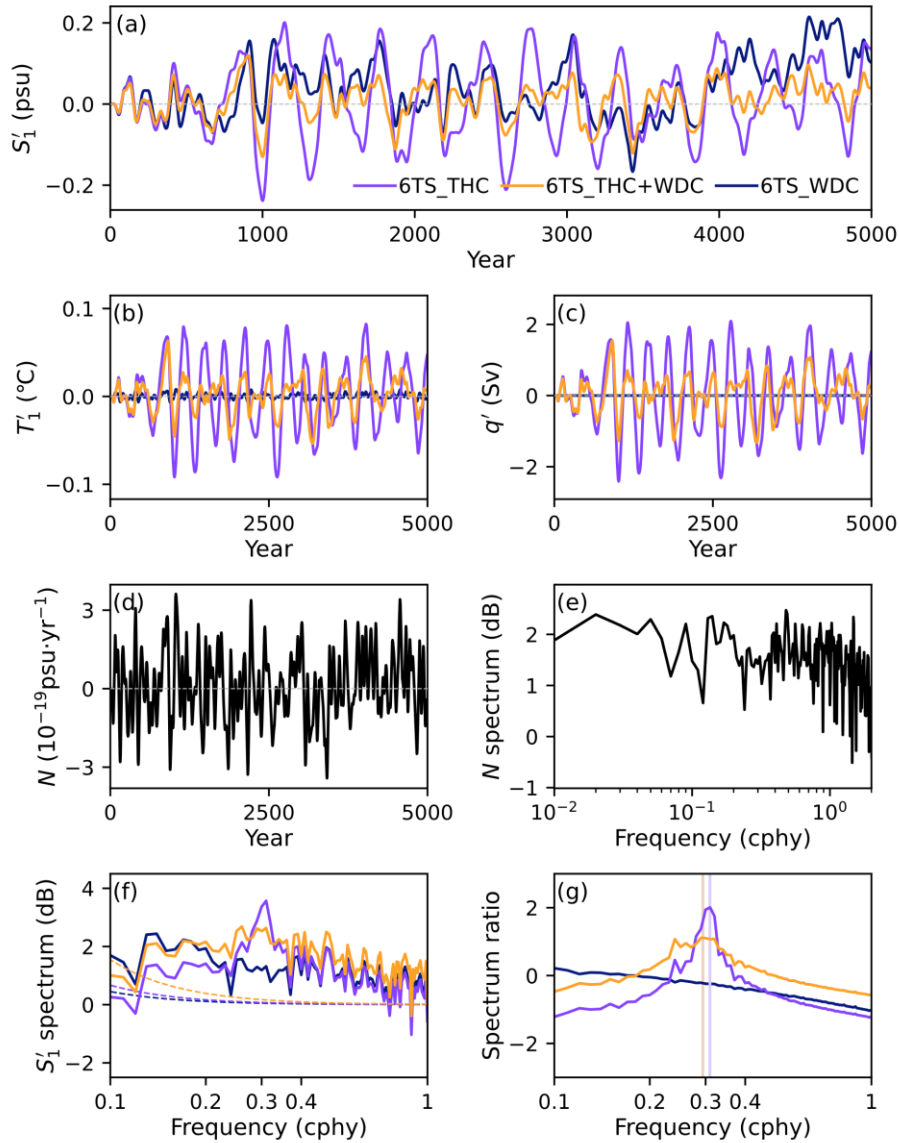 (a)
S′₁ (psu)
0.2
0.0
−0.2
6TS_THC 6TS_THC+WDC 6TS_WDC
0 1000 2000 3000 4000 5000
Year
(b)
T′₁ (°C)
0.1
0.0
−0.1
0 2500 5000
Year
(c)
q′ (Sv)
2
0
−2
0 2500 5000
Year
(d)
N (10⁻¹⁹psu·yr⁻¹)
3
0
−3
0 2500 5000
Year
(e)
N spectrum (dB)
2
1
0
−1
10⁻² 10⁻¹ 10⁰
Frequency (cphy)
(f)
S′₁ spectrum (dB)
4
2
0
−2
0.1 0.2 0.3 0.4 1
Frequency (cphy)
(g)
Spectrum ratio
2
0
−2
0.1 0.2 0.3 0.4 1
Frequency (cphy)